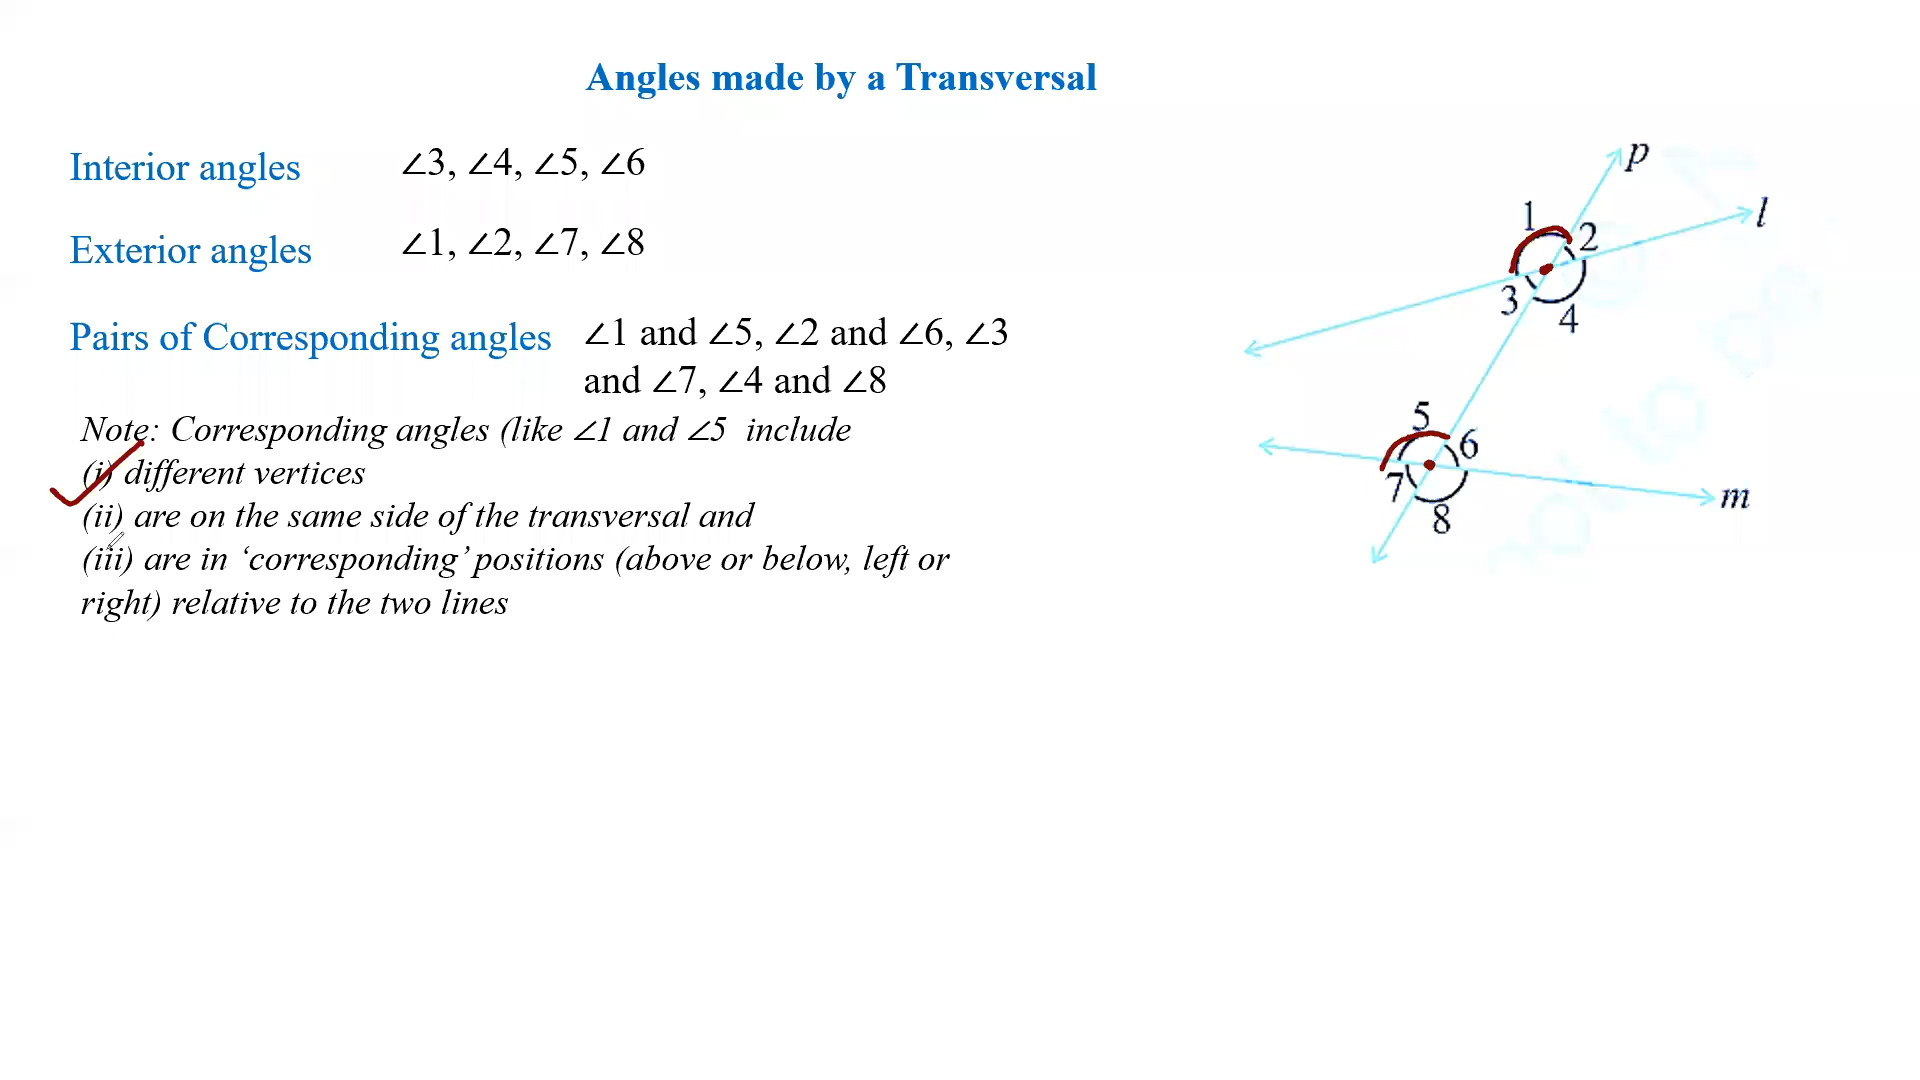 Angles made by a Transversal
Interior angles ∠3, ∠4, ∠5, ∠6
Exterior angles ∠1, ∠2, ∠7, ∠8
Pairs of Corresponding angles ∠1 and ∠5, ∠2 and ∠6, ∠3
and ∠7, ∠4 and ∠8
Note: Corresponding angles (like ∠1 and ∠5 include
(i) different vertices
(ii) are on the same side of the transversal and
(iii) are in ‘corresponding’ positions (above or below, left or
right) relative to the two lines
p
l
1
2
3
4
5
6
7
8
m